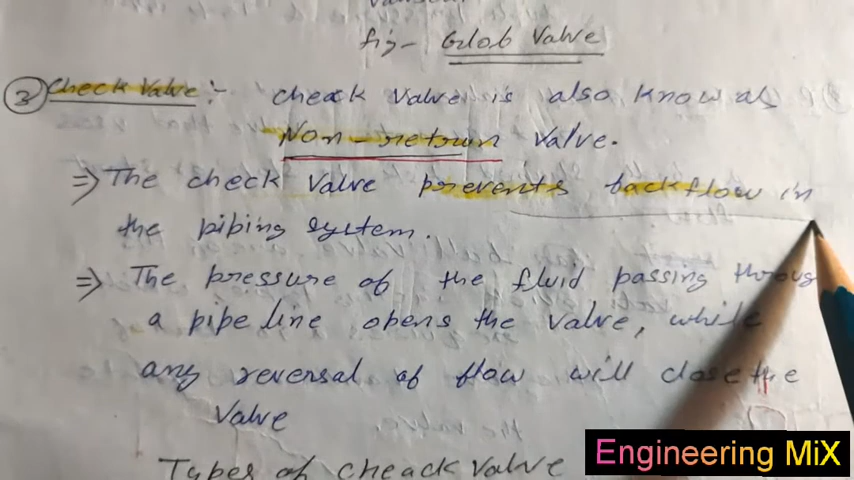 fig- Glob Valve
③ Check Valve :- cheak valve is also know as
Non-retrun valve.
⇒ The check valve prevents backflow in
the piping system.
⇒ The pressure of the fluid passing throug
a pipe line opens the valve, while
any reversal of flow will close the
valve
Types of cheack valve
Engineering MiX